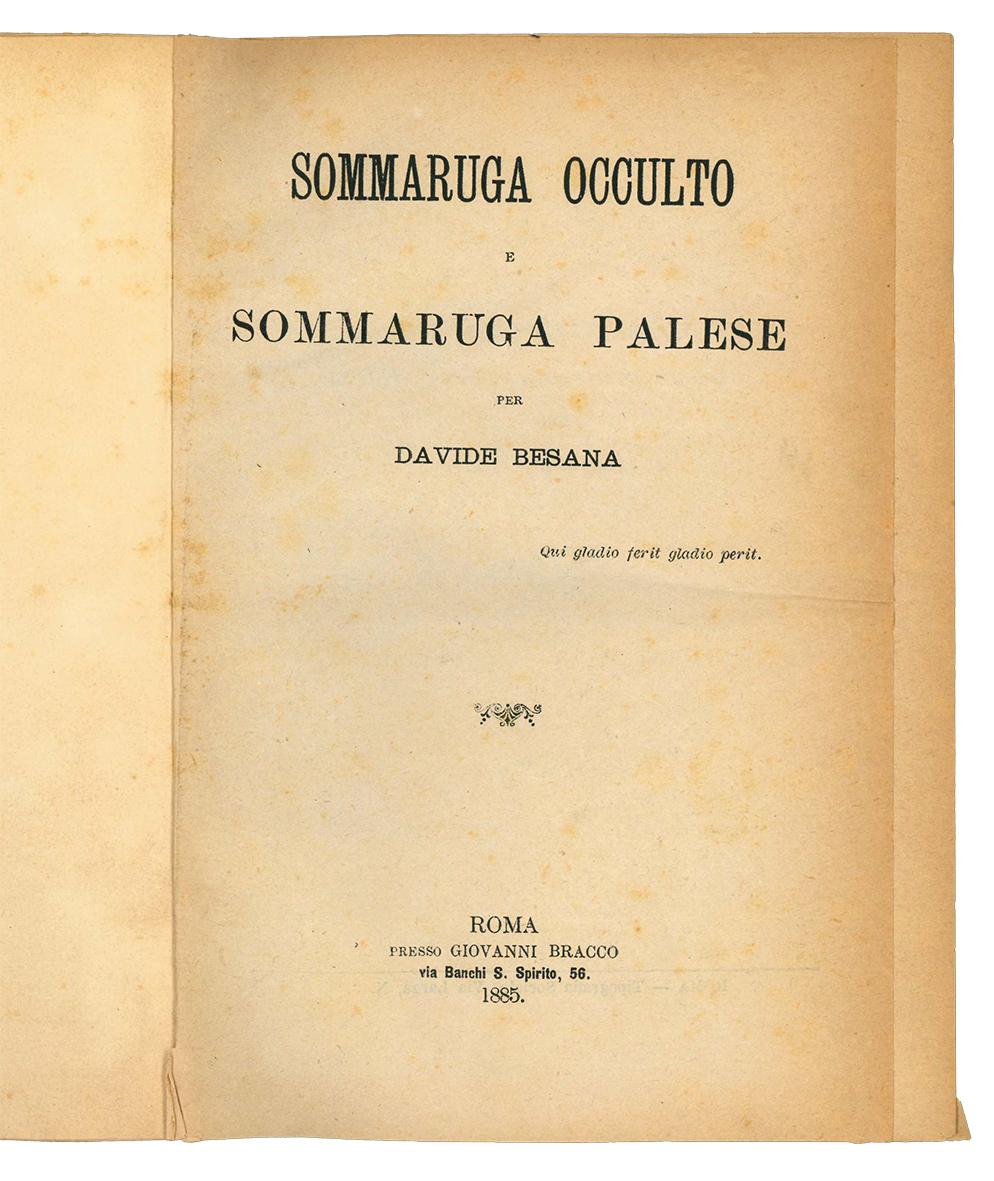 SOMMARUGA OCCULTO
E
SOMMARUGA PALESE
PER
DAVIDE BESANA
Qui gladio ferit gladio perit.
ROMA
PRESSO GIOVANNI BRACCO
via Banchi S. Spirito, 56.
1885.